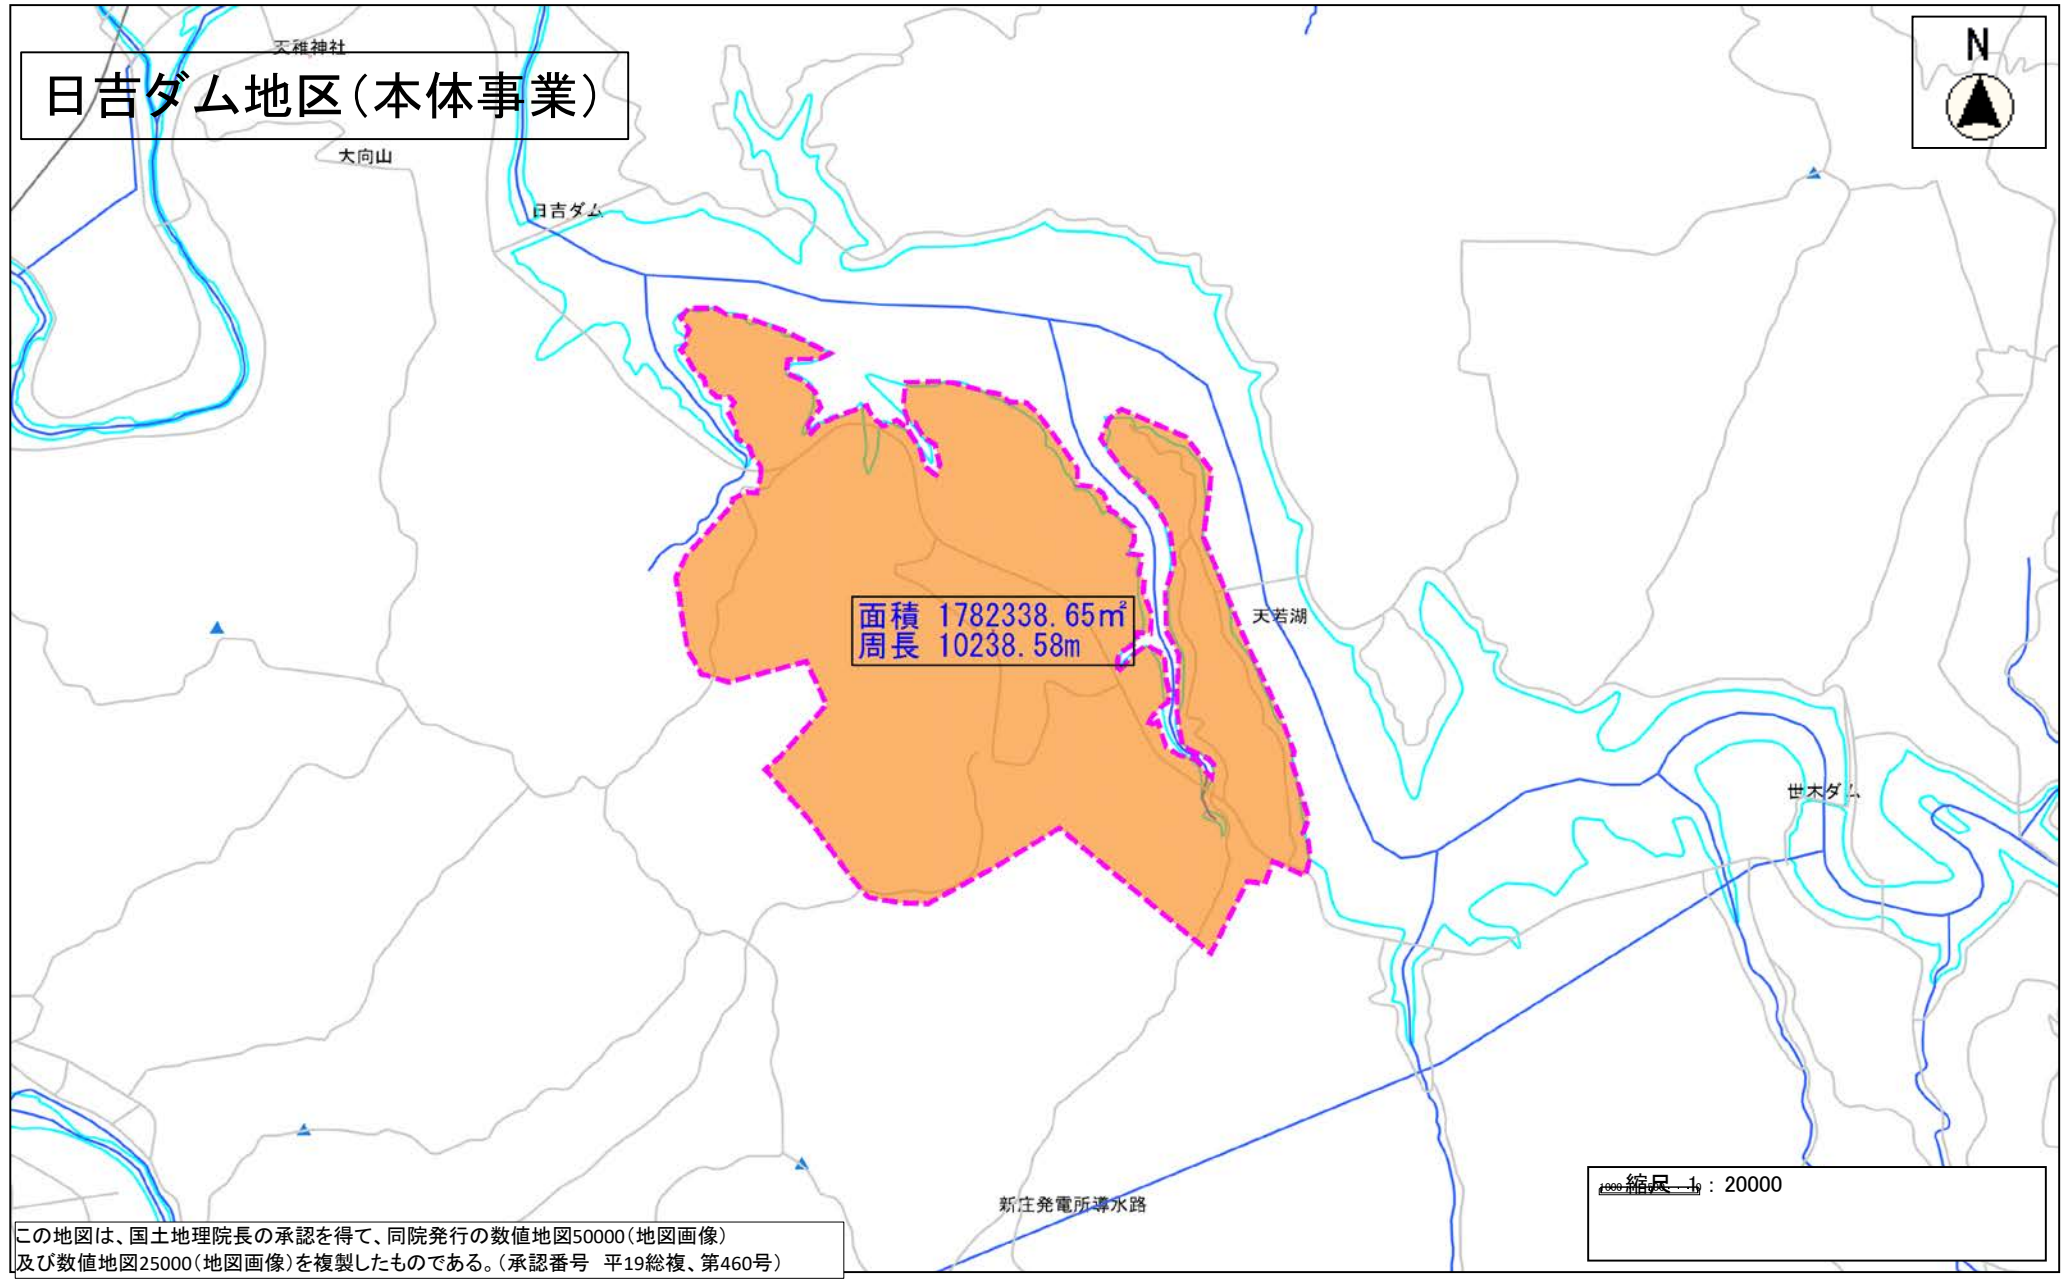 天稚神社
日吉ダム地区(本体事業)
N
大向山
日吉ダム
面積 1782338.65㎡
周長 10238.58m
天若湖
世木ダム
新庄発電所導水路
縮尺 1 : 20000
この地図は、国土地理院長の承認を得て、同院発行の数値地図50000(地図画像)
及び数値地図25000(地図画像)を複製したものである。(承認番号 平19総複、第460号)